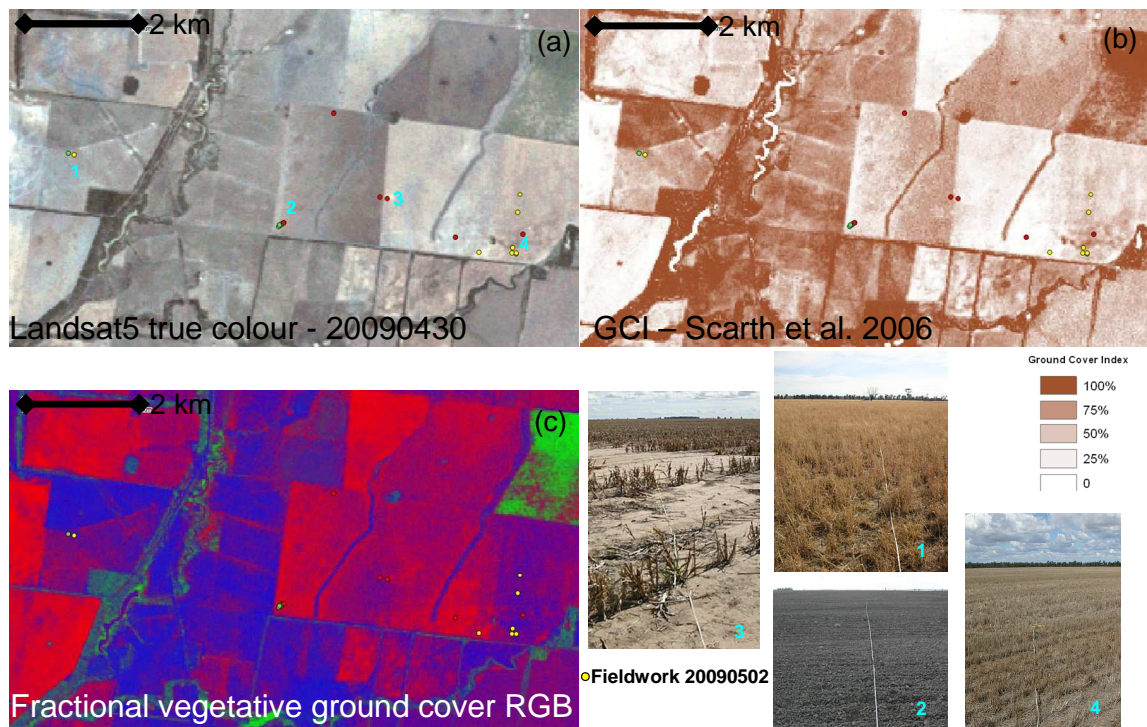 2 km
(a)
1
2
3
4
Landsat5 true colour - 20090430
2 km
(b)
GCI – Scarth et al. 2006
2 km
(c)
Fractional vegetative ground cover RGB
3
1
2
4
Ground Cover Index
100%
75%
50%
25%
0
Fieldwork 20090502